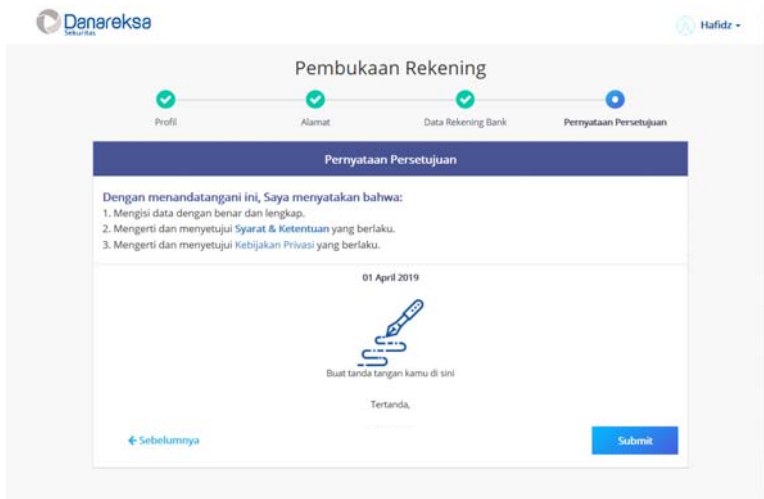 Danareksa
Sekuritas
Hafidz
Pembukaan Rekening
Profil
Alamat
Data Rekening Bank
Pernyataan Persetujuan
Pernyataan Persetujuan
Dengan menandatangani ini, Saya menyatakan bahwa:
1. Mengisi data dengan benar dan lengkap.
2. Mengerti dan menyetujui Syarat & Ketentuan yang berlaku.
3. Mengerti dan menyetujui Kebijakan Privasi yang berlaku.
01 April 2019
Buat tanda tangan kamu di sini
Tertanda,
Sebelumnya
Submit